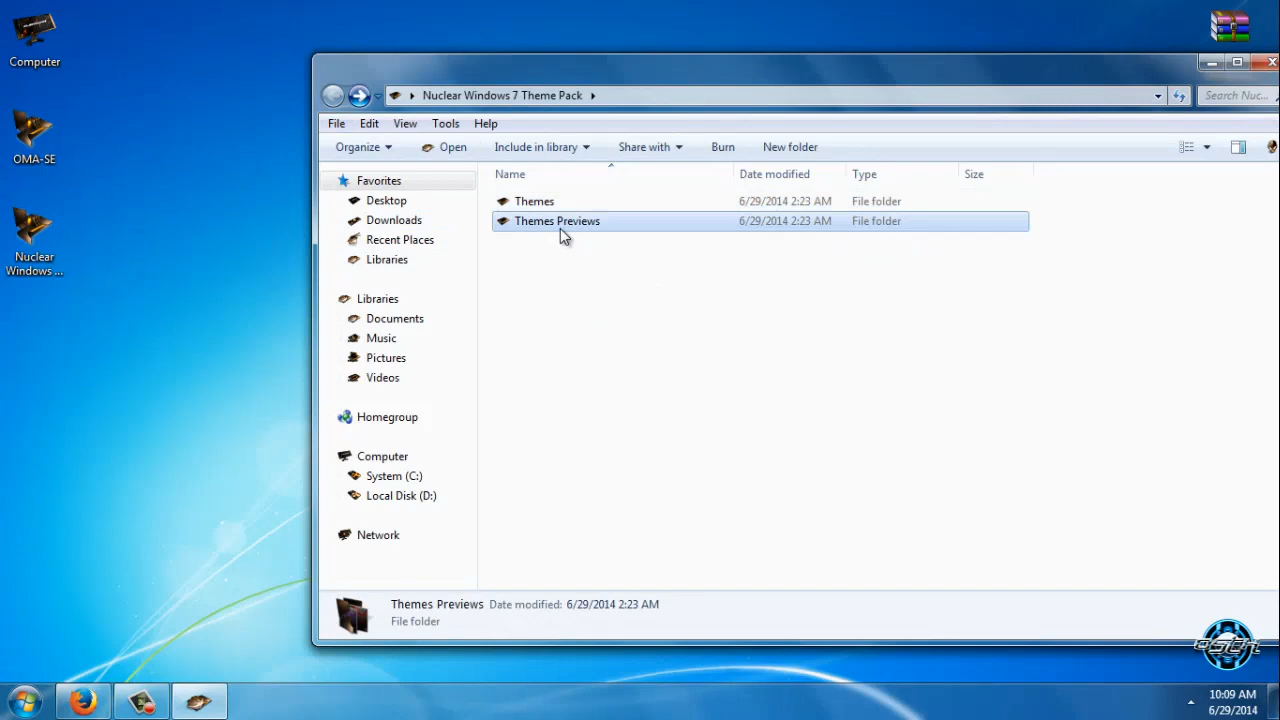 Computer
OMA-SE
Nuclear
Windows ...
Nuclear Windows 7 Theme Pack
Search Nuc...
File Edit View Tools Help
Organize Open Include in library Share with Burn New folder
Name Date modified Type Size
Themes 6/29/2014 2:23 AM File folder
Themes Previews 6/29/2014 2:23 AM File folder
Favorites
Desktop
Downloads
Recent Places
Libraries
Libraries
Documents
Music
Pictures
Videos
Homegroup
Computer
System (C:)
Local Disk (D:)
Network
Themes Previews Date modified: 6/29/2014 2:23 AM
File folder
10:09 AM
6/29/2014